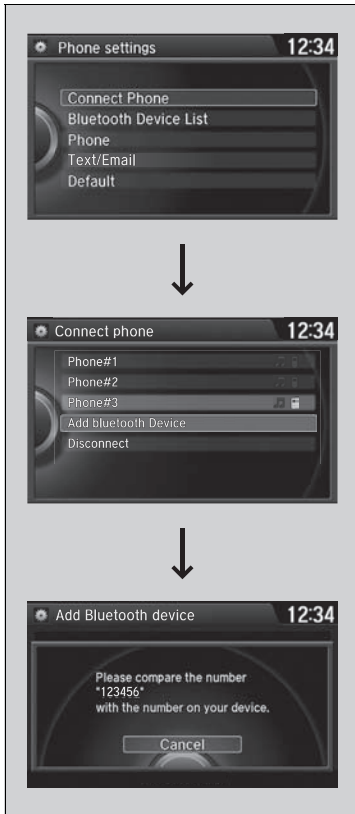 Phone settings 12:34
Connect Phone
Bluetooth Device List
Phone
Text/Email
Default
Connect phone 12:34
Phone#1
Phone#2
Phone#3
Add bluetooth Device
Disconnect
Add Bluetooth device 12:34
Please compare the number
"123456"
with the number on your device.
Cancel